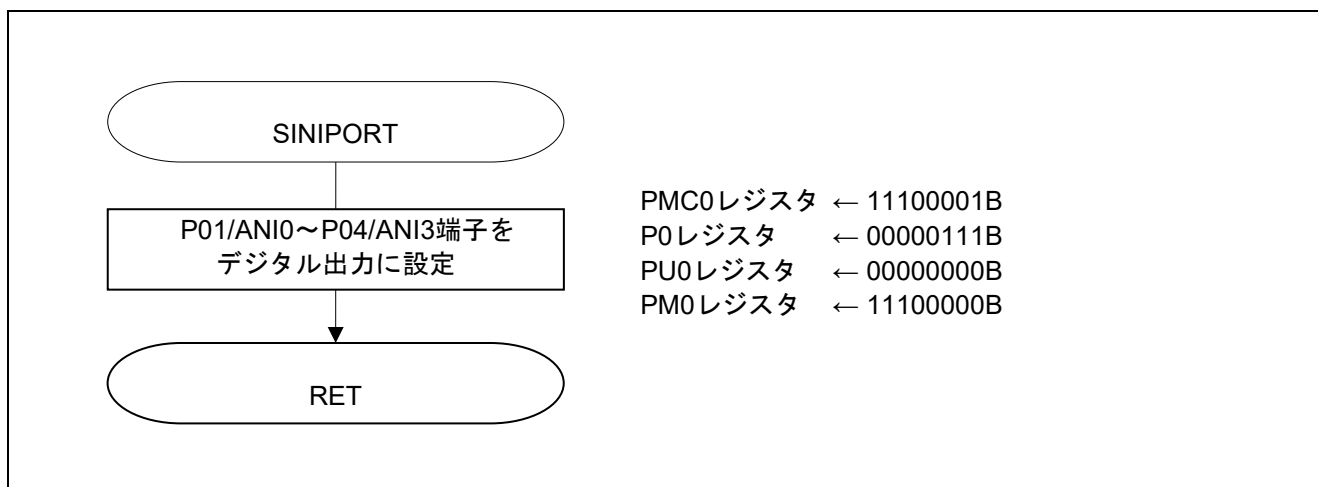 SINIPORT
P01/ANI0～P04/ANI3端子を
デジタル出力に設定
RET
PMC0レジスタ ← 11100001B
P0レジスタ ← 00000111B
PU0レジスタ ← 00000000B
PM0レジスタ ← 11100000B